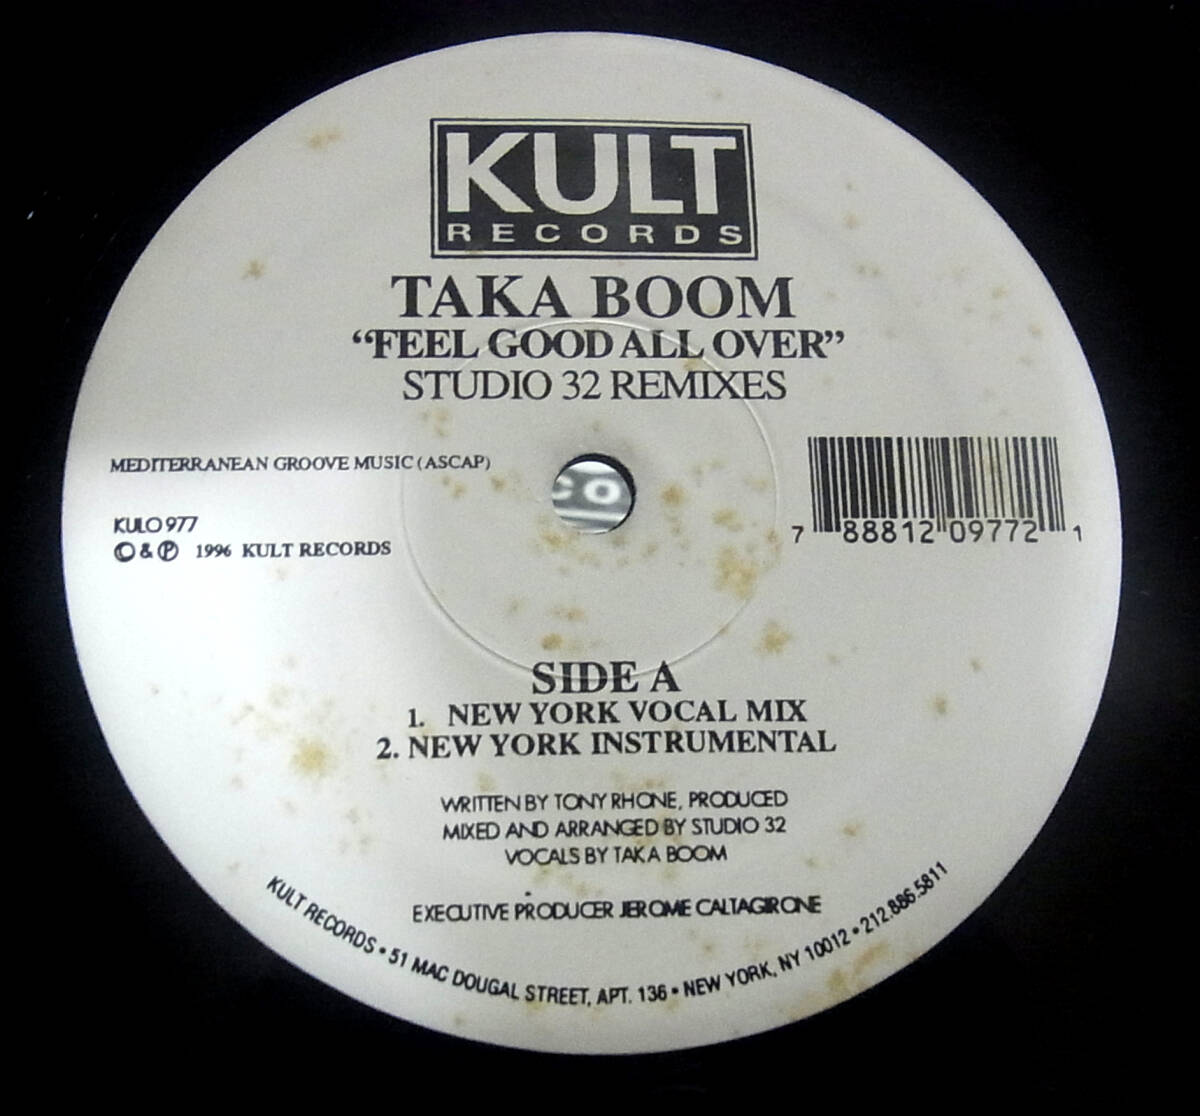 KULT
RECORDS
TAKA BOOM
“FEEL GOOD ALL OVER”
STUDIO 32 REMIXES
MEDITERRANEAN GROOVE MUSIC (ASCAP)
KULO977
© & ℗ 1996 KULT RECORDS
7 88812 09772 1
CO
SIDE A
1. NEW YORK VOCAL MIX
2. NEW YORK INSTRUMENTAL
WRITTEN BY TONY RHONE, PRODUCED
MIXED AND ARRANGED BY STUDIO 32
VOCALS BY TAKA BOOM
EXECUTIVE PRODUCER JEROME CALTAGIRONE
KULT RECORDS • 51 MAC DOUGAL STREET, APT. 136 • NEW YORK, NY 10012 • 212.886.5811